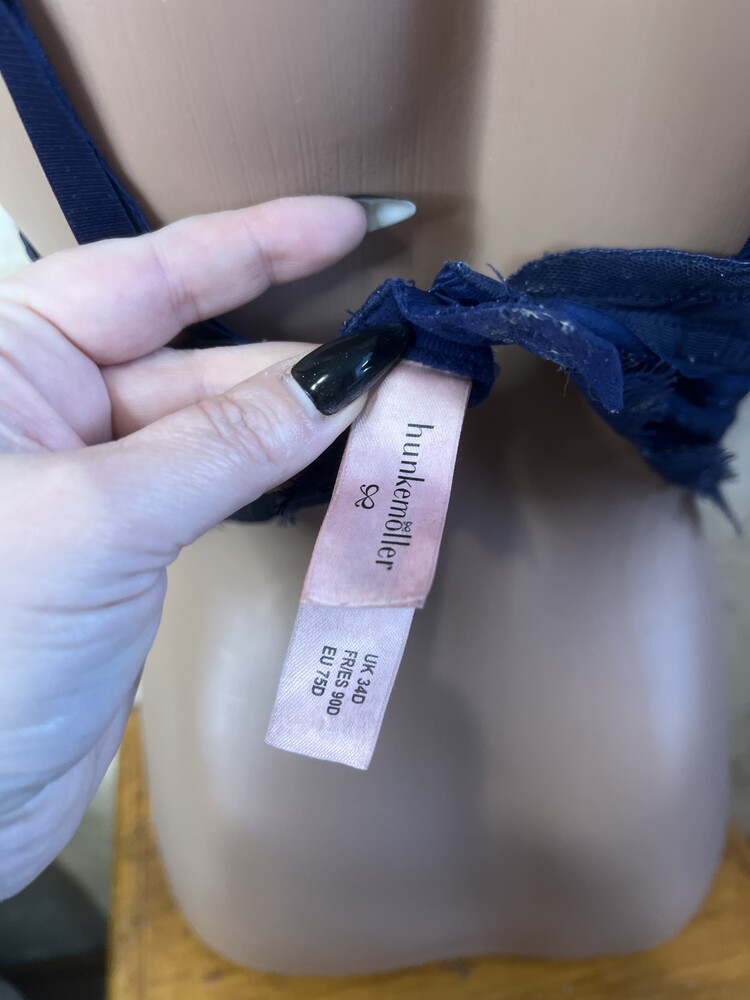 hunkemöller
UK 34D
FR/ES 90D
EU 75D